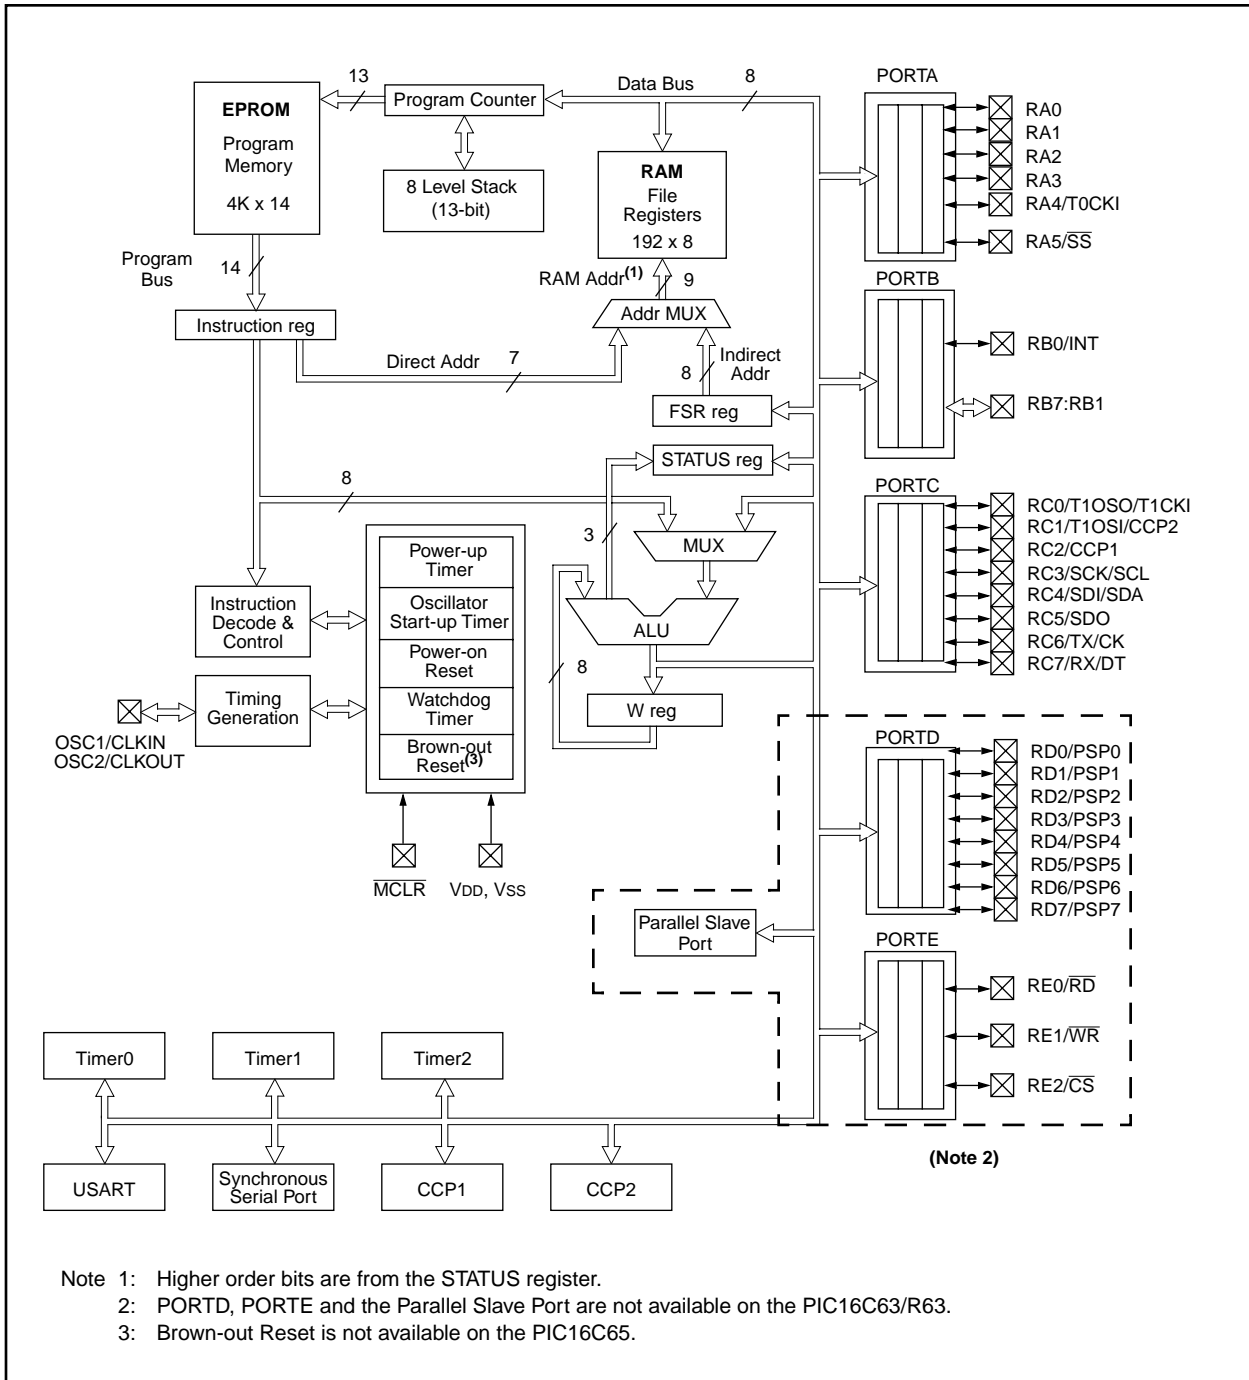 EPROM
Program
Memory
4K x 14
13
Program Counter
8 Level Stack
(13-bit)
Data Bus
8
RAM
File
Registers
192 x 8
RAM Addr(1)
9
Program
Bus
14
Instruction reg
Addr MUX
Direct Addr
7
8
Indirect
Addr
FSR reg
STATUS reg
8
3
MUX
Power-up
Timer
Oscillator
Start-up Timer
Power-on
Reset
Watchdog
Timer
Brown-out
Reset(3)
Instruction
Decode &
Control
Timing
Generation
OSC1/CLKIN
OSC2/CLKOUT
MCLR
VDD, VSS
ALU
8
W reg
PORTA
RA0
RA1
RA2
RA3
RA4/T0CKI
RA5/SS
PORTB
RB0/INT
RB7:RB1
PORTC
RC0/T1OSO/T1CKI
RC1/T1OSI/CCP2
RC2/CCP1
RC3/SCK/SCL
RC4/SDI/SDA
RC5/SDO
RC6/TX/CK
RC7/RX/DT
PORTD
RD0/PSP0
RD1/PSP1
RD2/PSP2
RD3/PSP3
RD4/PSP4
RD5/PSP5
RD6/PSP6
RD7/PSP7
Parallel Slave
Port
PORTE
RE0/RD
RE1/WR
RE2/CS
(Note 2)
Timer0
Timer1
Timer2
USART
Synchronous
Serial Port
CCP1
CCP2
Note 1: Higher order bits are from the STATUS register.
2: PORTD, PORTE and the Parallel Slave Port are not available on the PIC16C63/R63.
3: Brown-out Reset is not available on the PIC16C65.